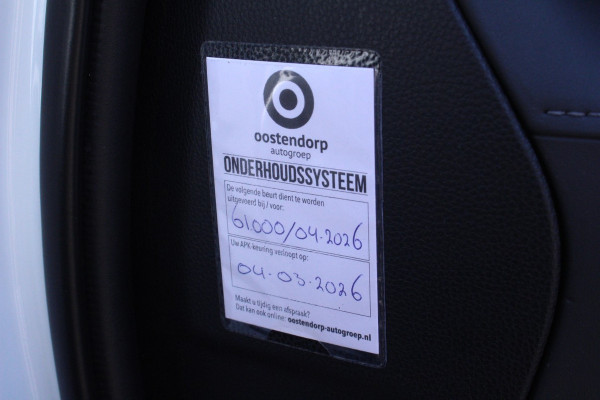 oostendorp
autogroep
ONDERHOUDSSYSTEEM
De volgende beurt dient te worden
uitgevoerd bij / voor:
61.000/04-2026
Uw APK-keuring verloopt op:
04-03-2026
Maakt u tijdig een afspraak?
Dat kan ook online: oostendorp-autogroep.nl